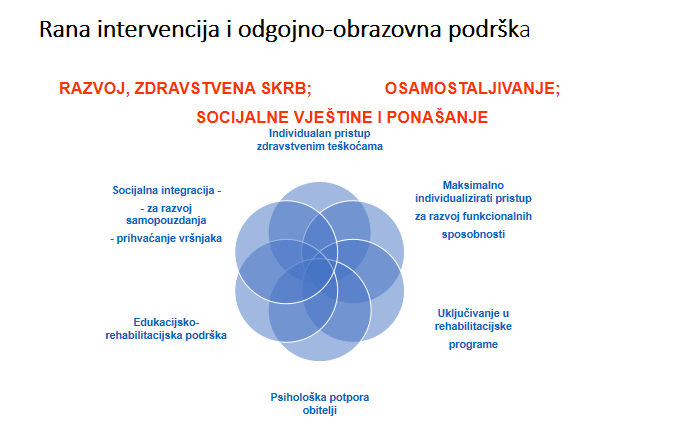 Rana intervencija i odgojno-obrazovna podrška
RAZVOJ, ZDRAVSTVENA SKRB; OSAMOSTALJIVANJE;
SOCIJALNE VJEŠTINE I PONAŠANJE
Individualan pristup
zdravstvenim teškoćama
Maksimalno
individualizirati pristup
za razvoj funkcionalnih
sposobnosti
Uključivanje u
rehabilitacijske
programe
Psihološka potpora
obitelji
Edukacijsko-
rehabilitacijska podrška
Socijalna integracija -
- za razvoj
samopouzdanja
- prihvaćanje vršnjaka